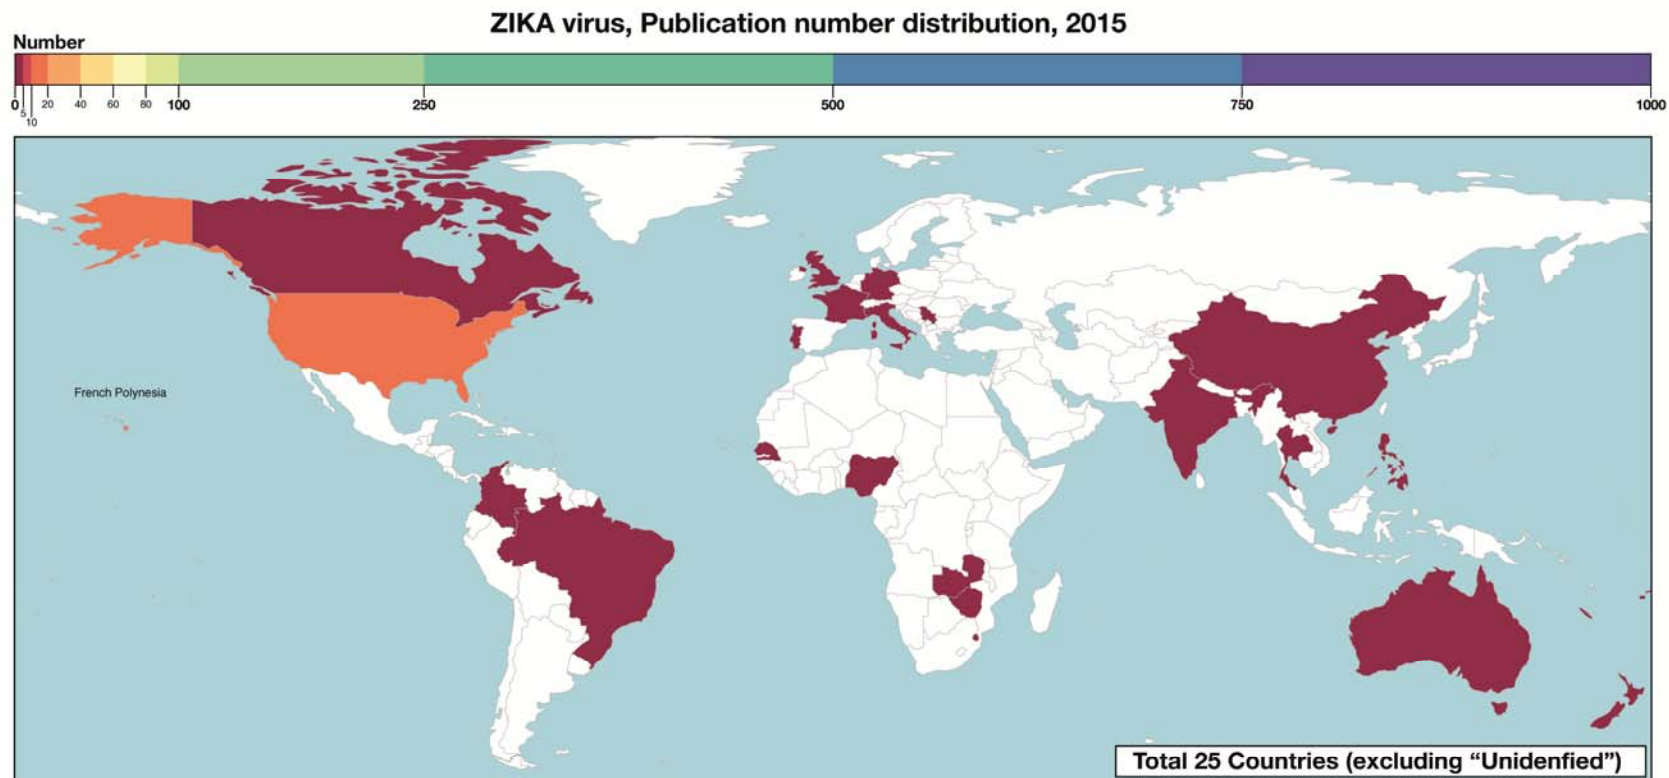 ZIKA virus, Publication number distribution, 2015
Number
0 5 10 20 40 60 80 100 250 500 750 1000
French Polynesia
Total 25 Countries (excluding “Unidenfied”)